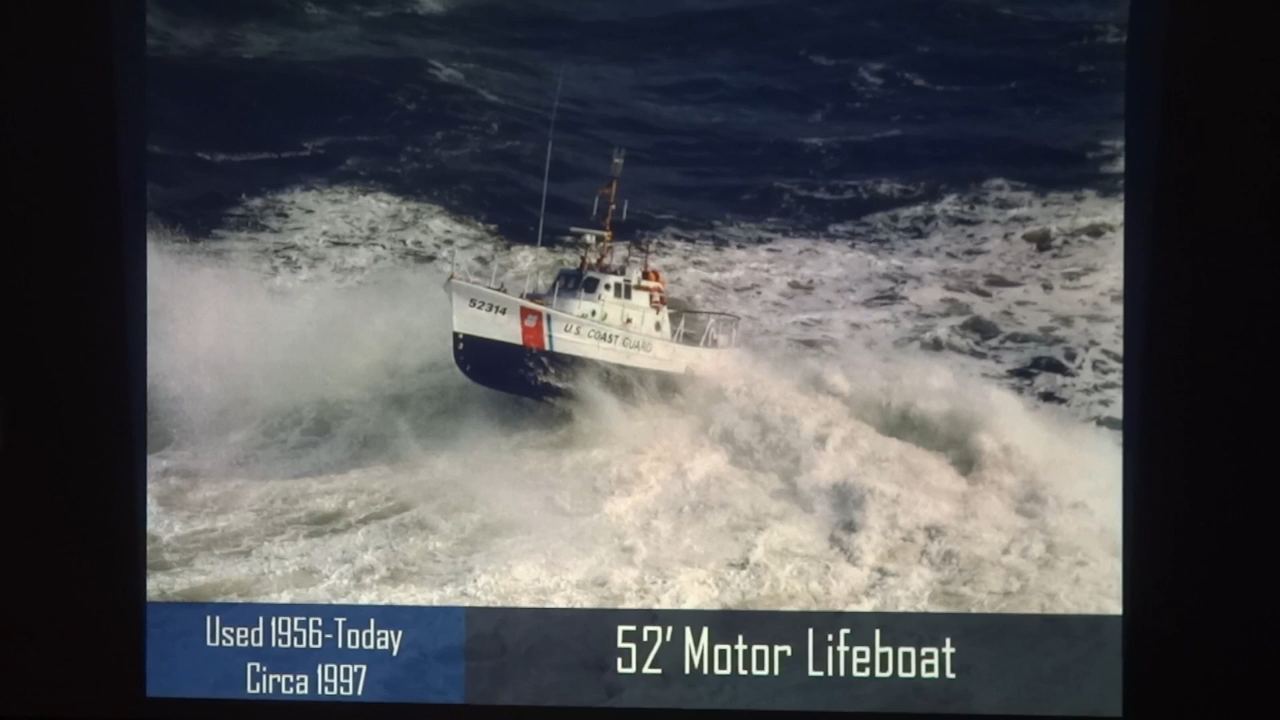 52314
U.S. COAST GUARD
Used 1956-Today
Circa 1997
52' Motor Lifeboat